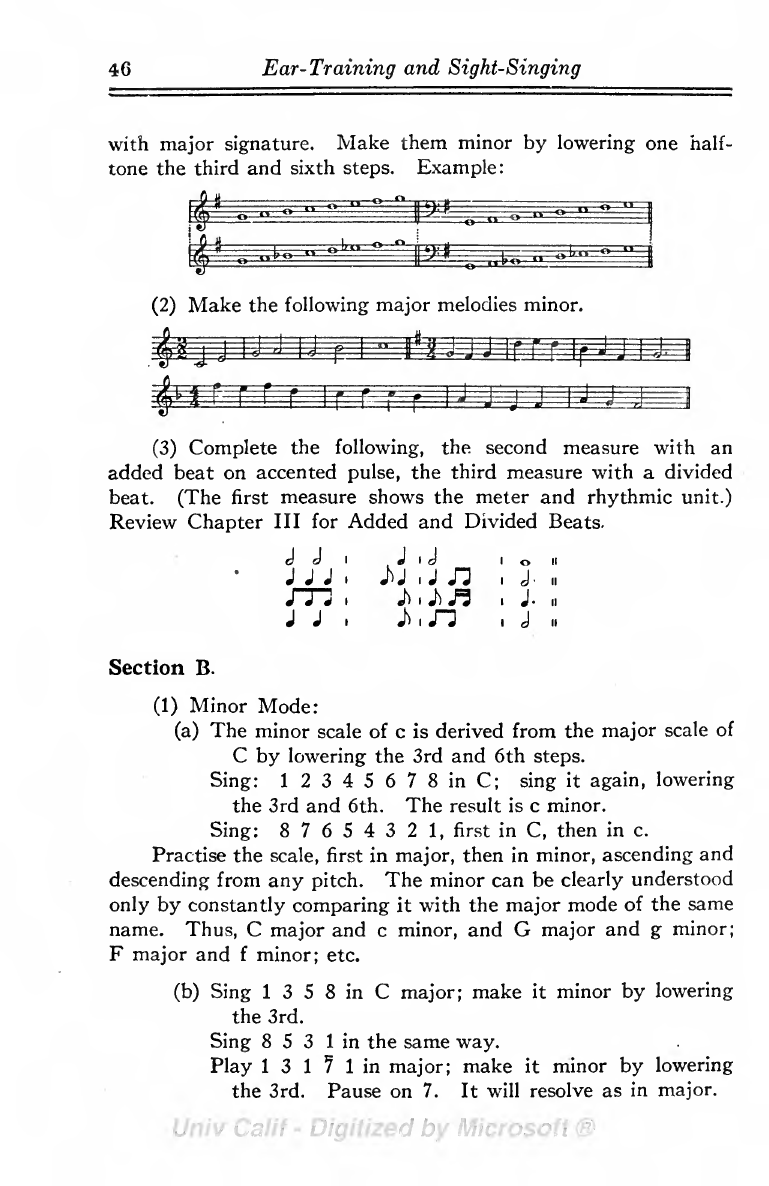 46 Ear-Training and Sight-Singing
with major signature. Make them minor by lowering one half-
tone the third and sixth steps. Example:
(2) Make the following major melodies minor.
(3) Complete the following, the second measure with an
added beat on accented pulse, the third measure with a divided
beat. (The first measure shows the meter and rhythmic unit.)
Review Chapter III for Added and Divided Beats.
Section B.
(1) Minor Mode:
(a) The minor scale of c is derived from the major scale of
C by lowering the 3rd and 6th steps.
Sing: 1 2 3 4 5 6 7 8 in C; sing it again, lowering
the 3rd and 6th. The result is c minor.
Sing: 8 7 6 5 4 3 2 1, first in C, then in c.
Practise the scale, first in major, then in minor, ascending and
descending from any pitch. The minor can be clearly understood
only by constantly comparing it with the major mode of the same
name. Thus, C major and c minor, and G major and g minor;
F major and f minor; etc.
(b) Sing 1 3 5 8 in C major; make it minor by lowering
the 3rd.
Sing 8 5 3 1 in the same way.
Play 1 3 1 7̄ 1 in major; make it minor by lowering
the 3rd. Pause on 7. It will resolve as in major.
Univ Calif - Digitized by Microsoft ®